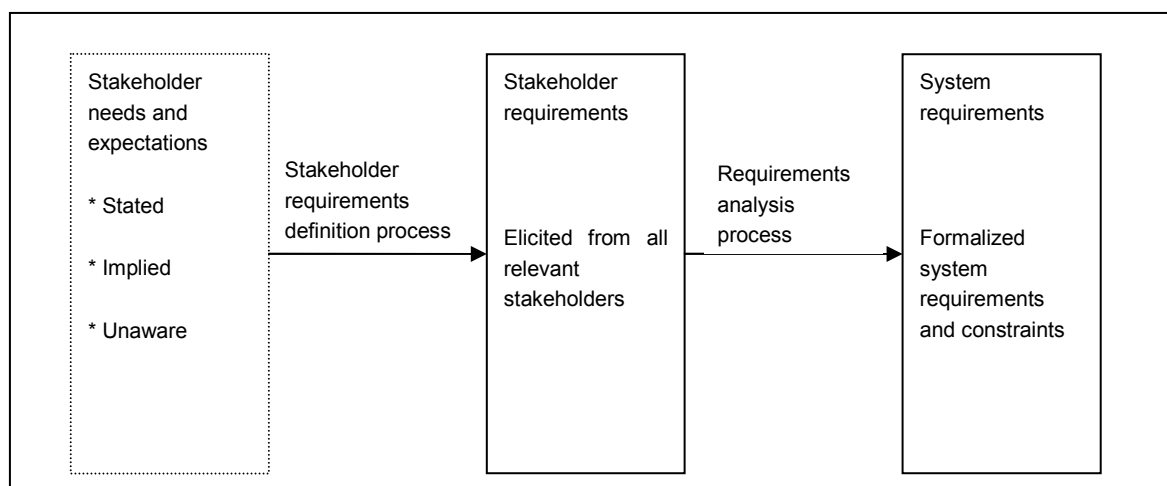 Stakeholder
needs and
expectations
* Stated
* Implied
* Unaware
Stakeholder
requirements
definition process
Stakeholder
requirements
Elicited from all
relevant
stakeholders
Requirements
analysis
process
System
requirements
Formalized
system
requirements
and constraints